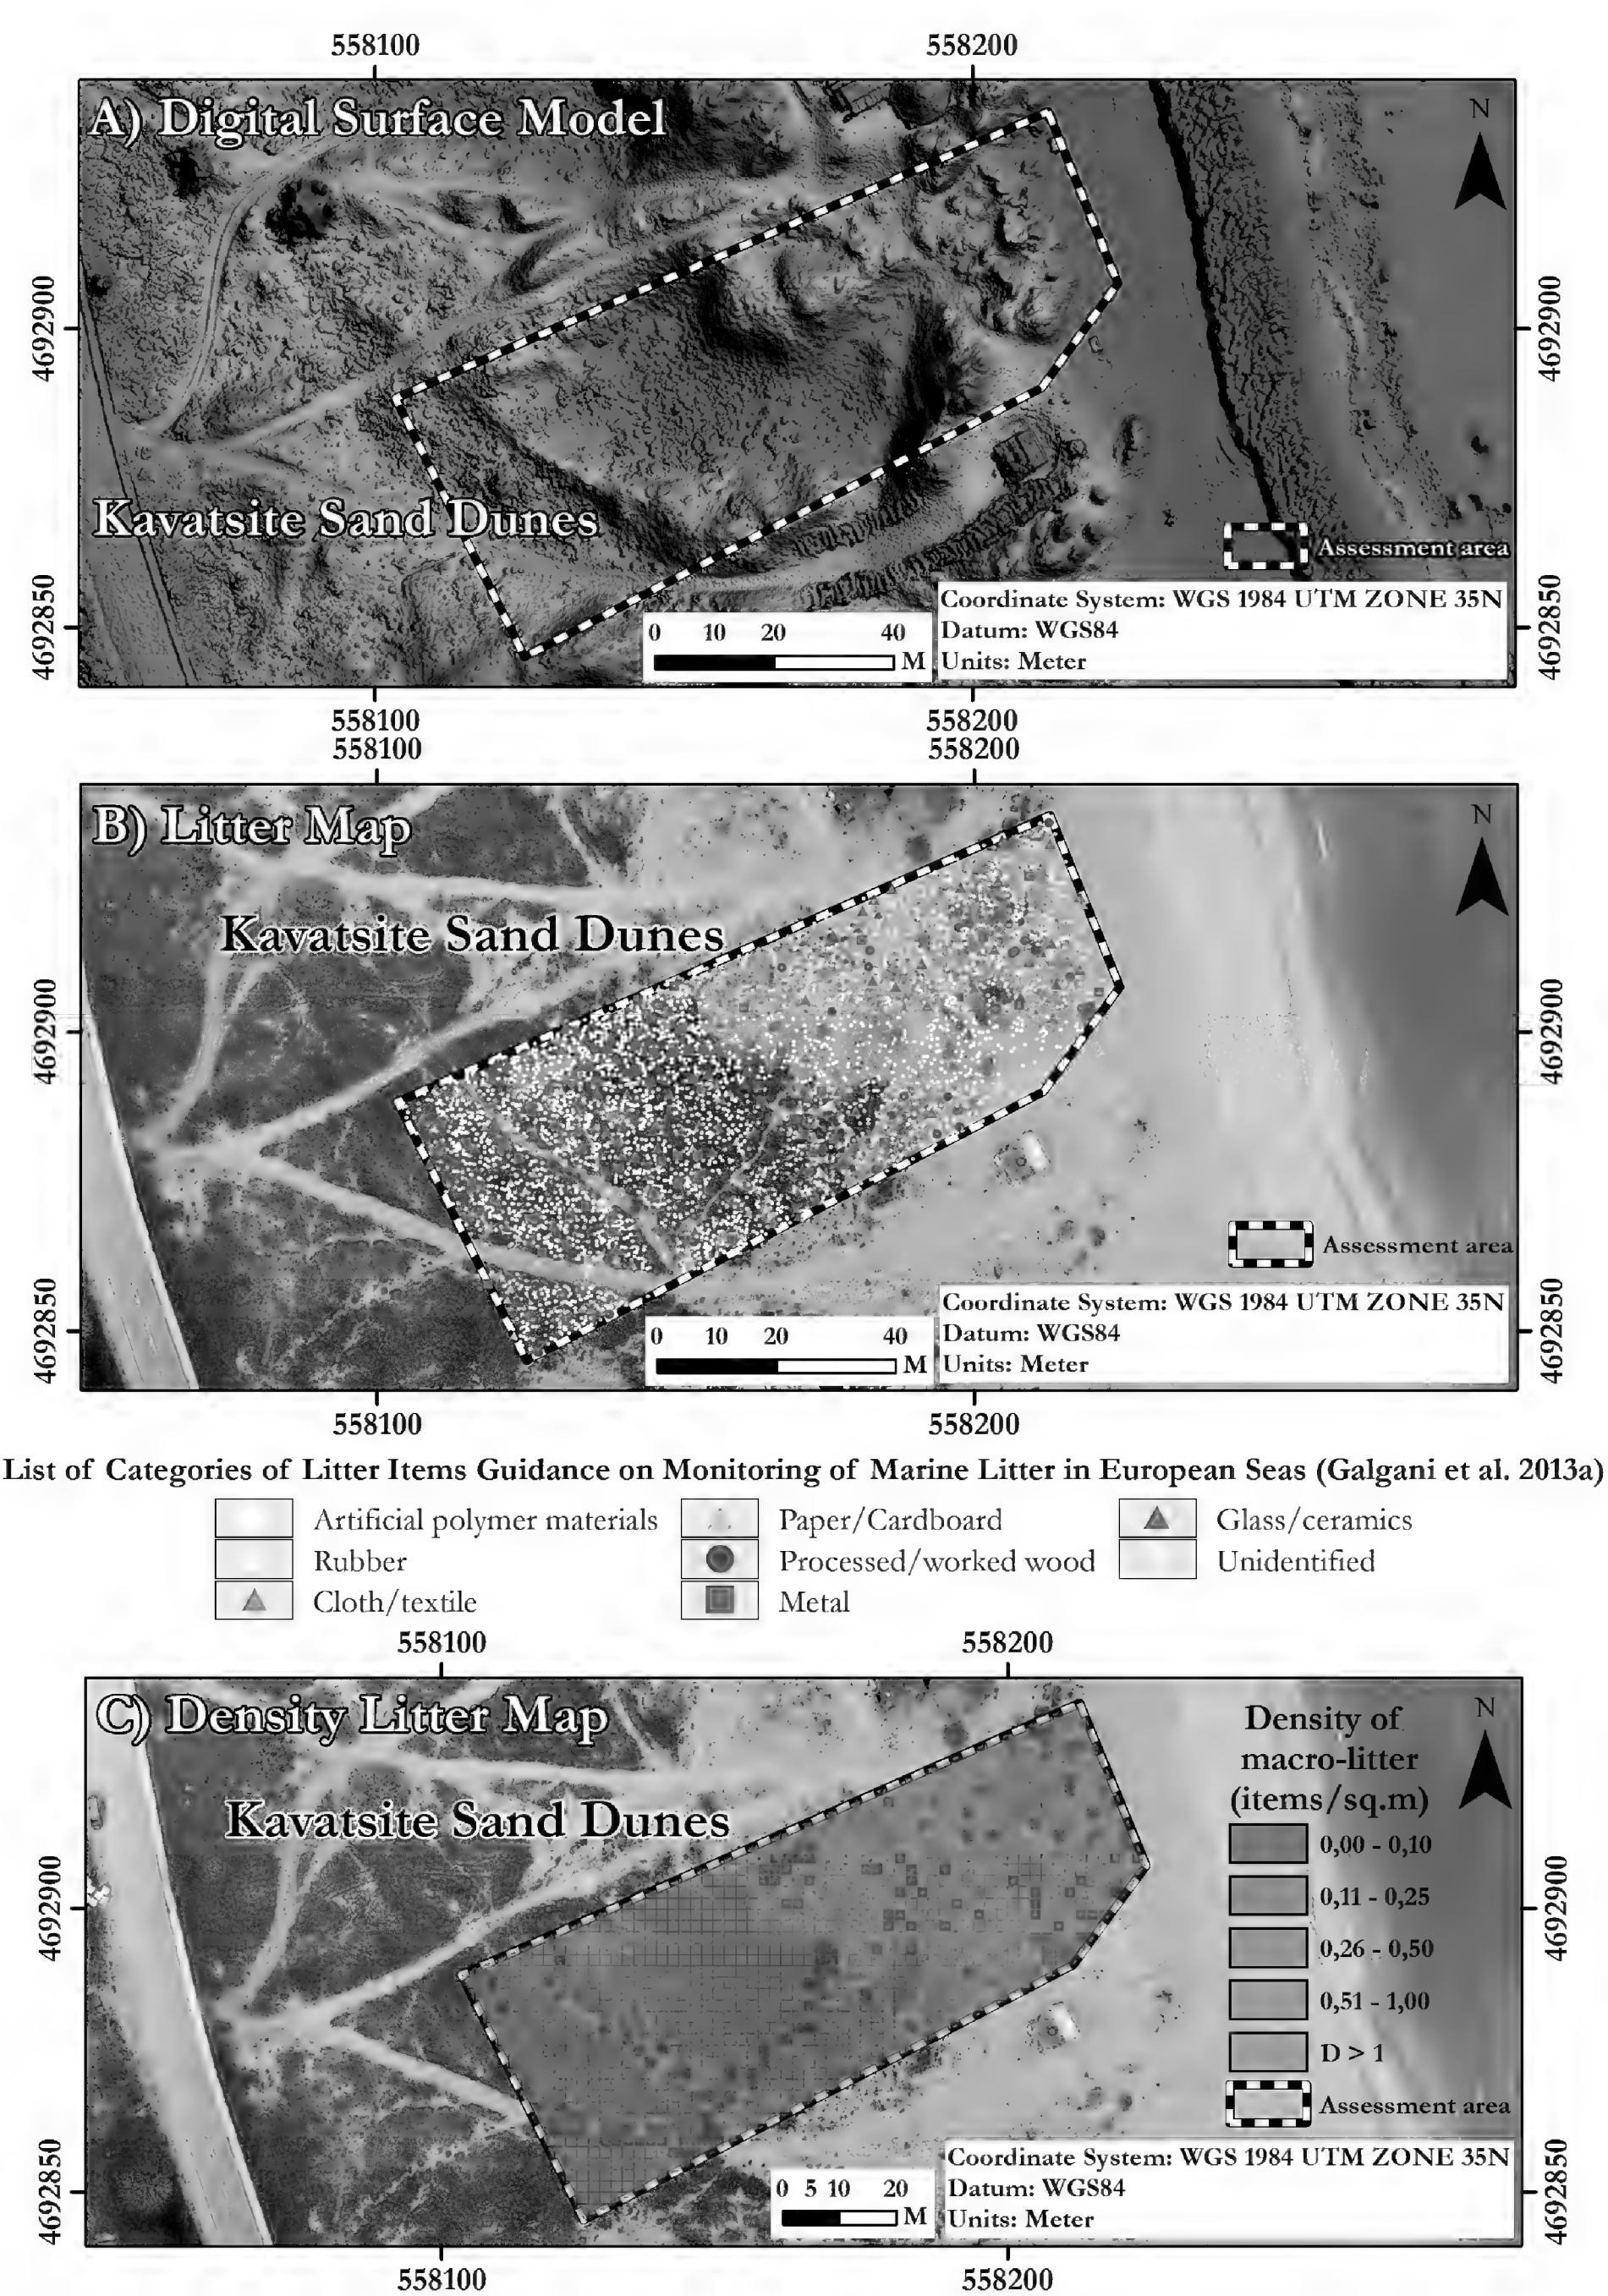 558100 558200
A) Digital Surface Model
N
4692900 4692900
Kavatsite Sand Dunes
Assessment area
4692850 4692850
0 10 20 40
M
Coordinate System: WGS 1984 UTM ZONE 35N
Datum: WGS84
Units: Meter
558100 558200
558100 558200
B) Litter Map
N
Kavatsite Sand Dunes
4692900 4692900
Assessment area
4692850 4692850
0 10 20 40
M
Coordinate System: WGS 1984 UTM ZONE 35N
Datum: WGS84
Units: Meter
558100 558200
List of Categories of Litter Items Guidance on Monitoring of Marine Litter in European Seas (Galgani et al. 2013a)
Artificial polymer materials Paper/Cardboard Glass/ceramics
Rubber Processed/worked wood Unidentified
Cloth/textile Metal
558100 558200
C) Density Litter Map
N
Kavatsite Sand Dunes
Density of
macro-litter
(items/sq.m)
0,00 - 0,10
0,11 - 0,25
0,26 - 0,50
0,51 - 1,00
D > 1
Assessment area
4692900 4692900
4692850 4692850
0 5 10 20
M
Coordinate System: WGS 1984 UTM ZONE 35N
Datum: WGS84
Units: Meter
558100 558200